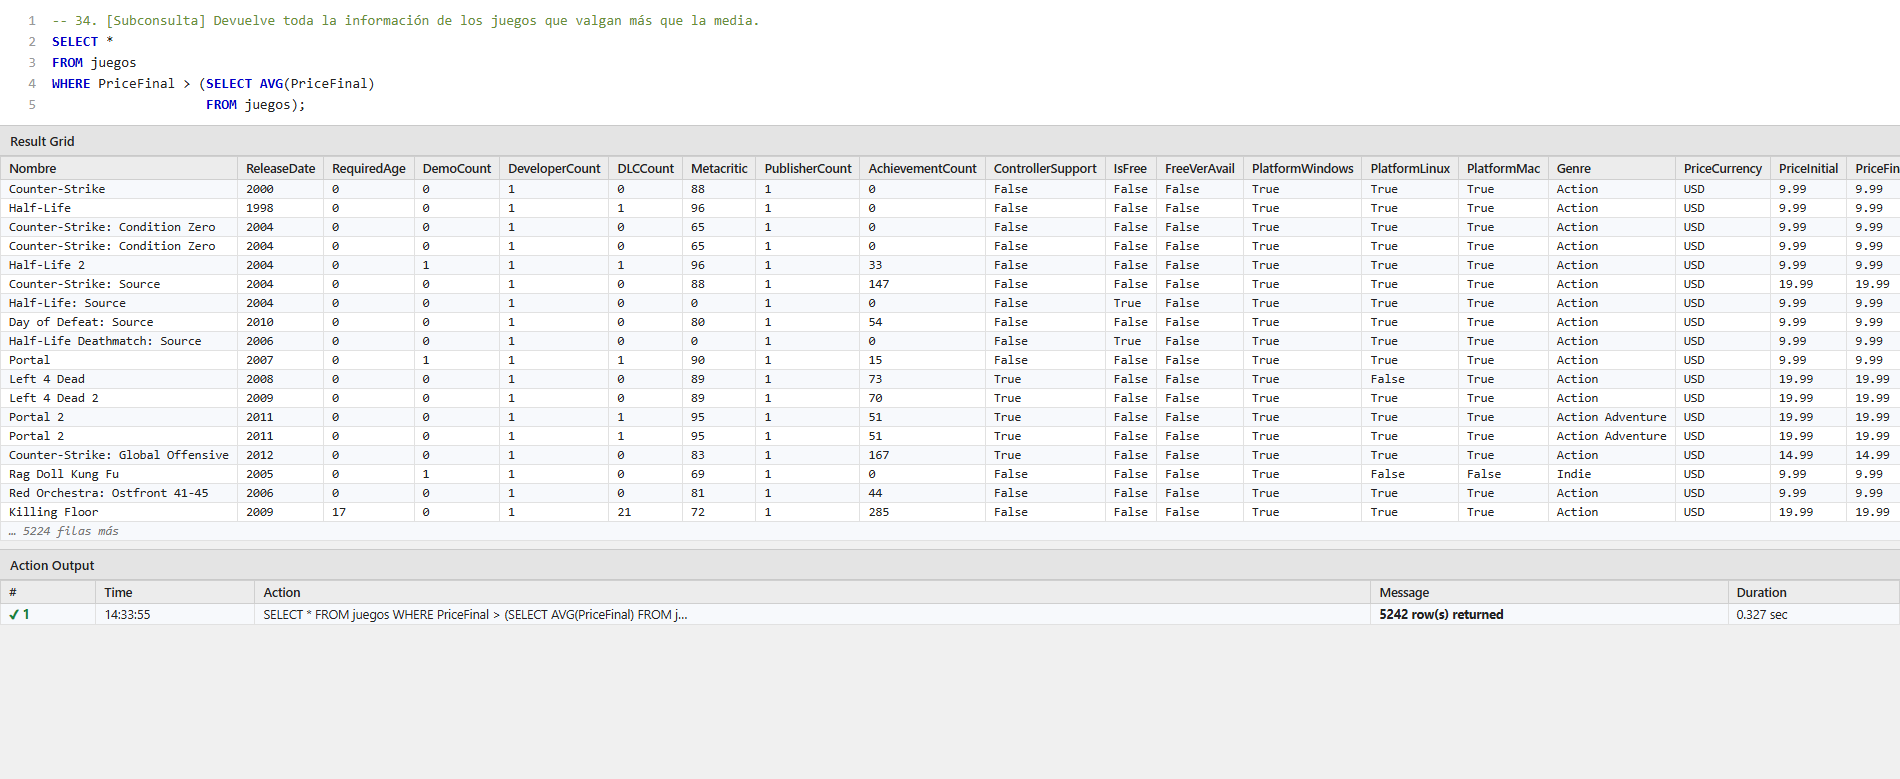 1 -- 34. [Subconsulta] Devuelve toda la información de los juegos que valgan más que la media.
2 SELECT *
3 FROM juegos
4 WHERE PriceFinal > (SELECT AVG(PriceFinal)
5 FROM juegos);
Result Grid
Nombre ReleaseDate RequiredAge DemoCount DeveloperCount DLCCount Metacritic PublisherCount AchievementCount ControllerSupport IsFree FreeVerAvail PlatformWindows PlatformLinux PlatformMac Genre PriceCurrency PriceInitial PriceFin
Counter-Strike 2000 0 0 1 0 88 1 0 False False False True True True Action USD 9.99 9.99
Half-Life 1998 0 0 1 1 96 1 0 False False False True True True Action USD 9.99 9.99
Counter-Strike: Condition Zero 2004 0 0 1 0 65 1 0 False False False True True True Action USD 9.99 9.99
Counter-Strike: Condition Zero 2004 0 0 1 0 65 1 0 False False False True True True Action USD 9.99 9.99
Half-Life 2 2004 0 1 1 1 96 1 33 False False False True True True Action USD 9.99 9.99
Counter-Strike: Source 2004 0 0 1 0 88 1 147 False False False True True True Action USD 19.99 19.99
Half-Life: Source 2004 0 0 1 0 0 1 0 False True False True True True Action USD 9.99 9.99
Day of Defeat: Source 2010 0 0 1 0 80 1 54 False False False True True True Action USD 9.99 9.99
Half-Life Deathmatch: Source 2006 0 0 1 0 0 1 0 False True False True True True Action USD 9.99 9.99
Portal 2007 0 1 1 1 90 1 15 False False False True True True Action USD 9.99 9.99
Left 4 Dead 2008 0 0 1 0 89 1 73 True False False True False True Action USD 19.99 19.99
Left 4 Dead 2 2009 0 0 1 0 89 1 70 True False False True True True Action USD 19.99 19.99
Portal 2 2011 0 0 1 1 95 1 51 True False False True True True Action Adventure USD 19.99 19.99
Portal 2 2011 0 0 1 1 95 1 51 True False False True True True Action Adventure USD 19.99 19.99
Counter-Strike: Global Offensive 2012 0 0 1 0 83 1 167 True False False True True True Action USD 14.99 14.99
Rag Doll Kung Fu 2005 0 1 1 0 69 1 0 False False False True False False Indie USD 9.99 9.99
Red Orchestra: Ostfront 41-45 2006 0 0 1 0 81 1 44 False False False True True True Action USD 9.99 9.99
Killing Floor 2009 17 0 1 21 72 1 285 False False False True True True Action USD 19.99 19.99
… 5224 filas más
Action Output
# Time Action Message Duration
✓ 1 14:33:55 SELECT * FROM juegos WHERE PriceFinal > (SELECT AVG(PriceFinal) FROM j... 5242 row(s) returned 0.327 sec